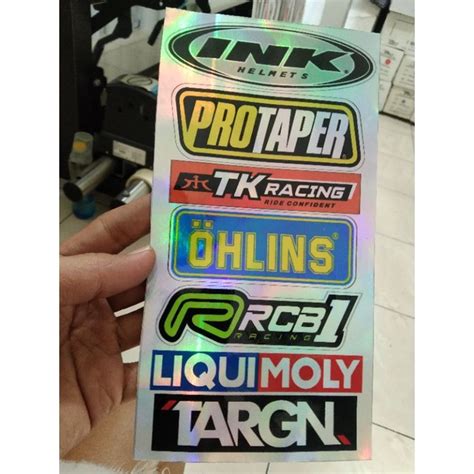 INK
HELMETS
PROTAPER
TK RACING
RIDE CONFIDENT
ÖHLINS®
RCB1
RACING
LIQUI MOLY
TARGN